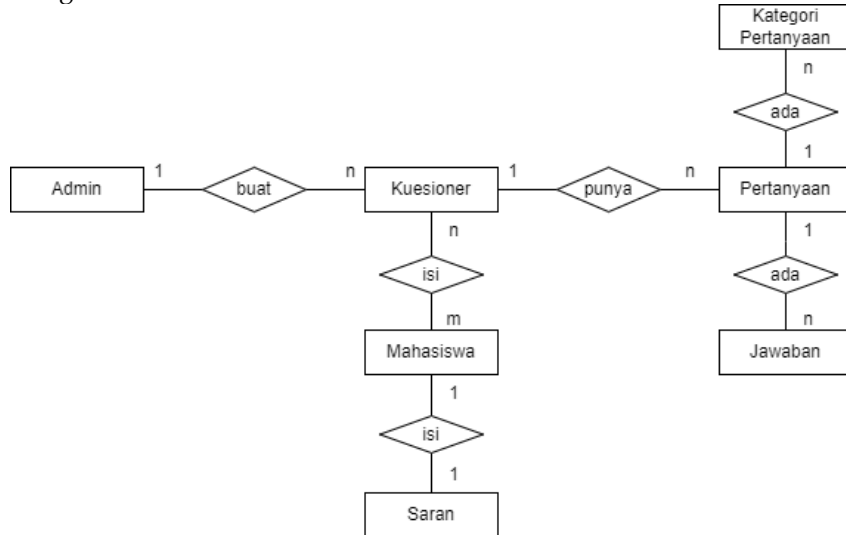 Kategori
Pertanyaan
n
ada
1
Admin
1
buat
n
Kuesioner
1
punya
n
Pertanyaan
n
isi
m
1
ada
n
Mahasiswa
Jawaban
1
isi
1
Saran